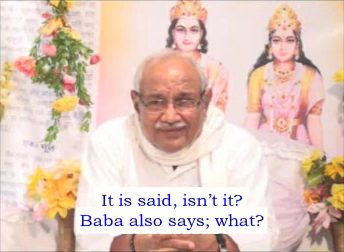 It is said, isn’t it?
Baba also says; what?